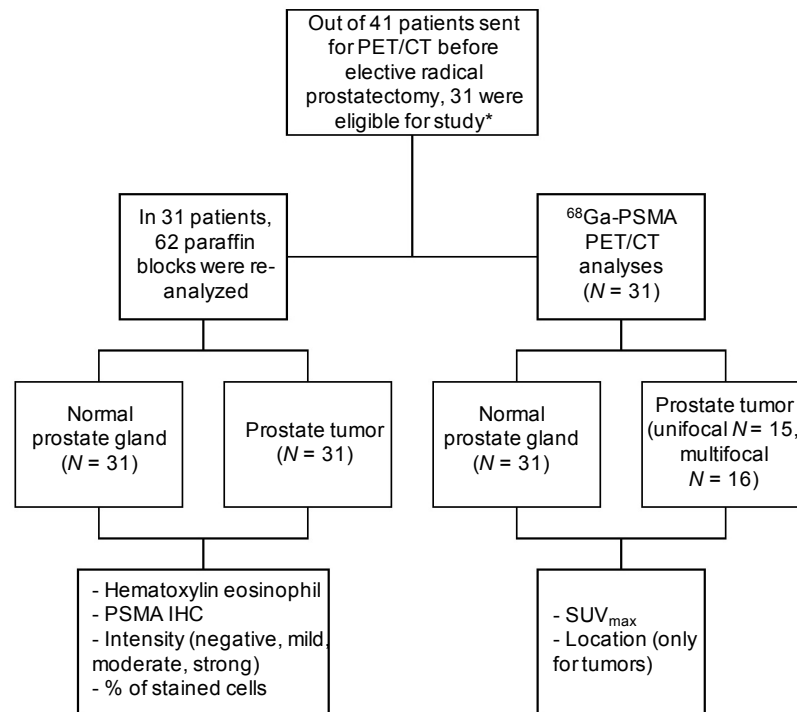 Out of 41 patients sent
for PET/CT before
elective radical
prostatectomy, 31 were
eligible for study*
In 31 patients,
62 paraffin
blocks were re-
analyzed
⁶⁸Ga-PSMA
PET/CT
analyses
(N = 31)
Normal
prostate gland
(N = 31)
Prostate tumor
(N = 31)
Normal
prostate gland
(N = 31)
Prostate tumor
(unifocal N = 15,
multifocal
N = 16)
- Hematoxylin eosinophil
- PSMA IHC
- Intensity (negative, mild,
moderate, strong)
- % of stained cells
- SUVmax
- Location (only
for tumors)